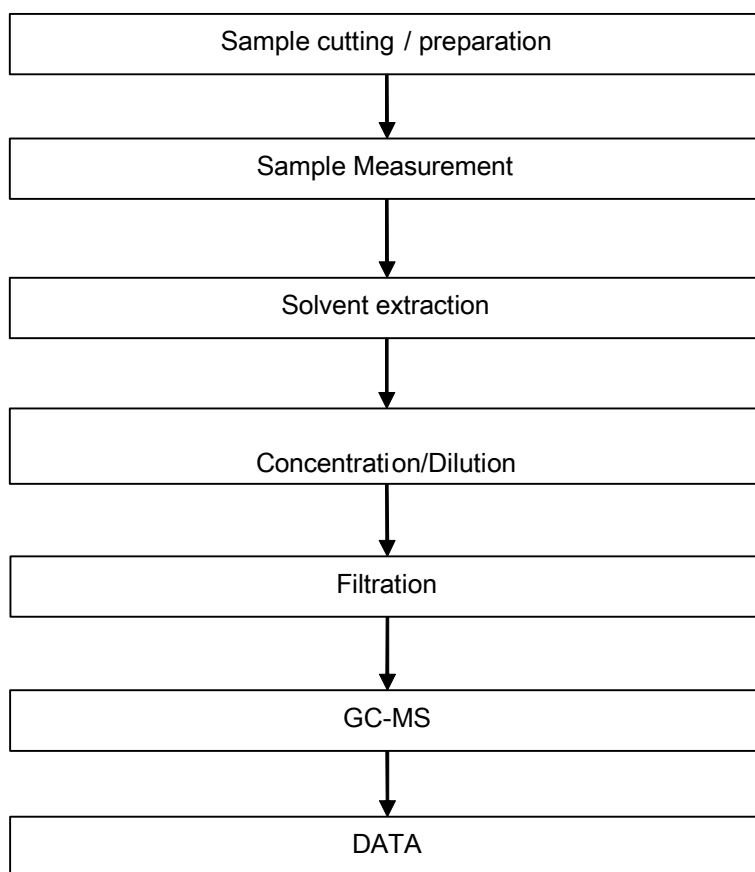 Sample cutting / preparation
Sample Measurement
Solvent extraction
Concentration/Dilution
Filtration
GC-MS
DATA